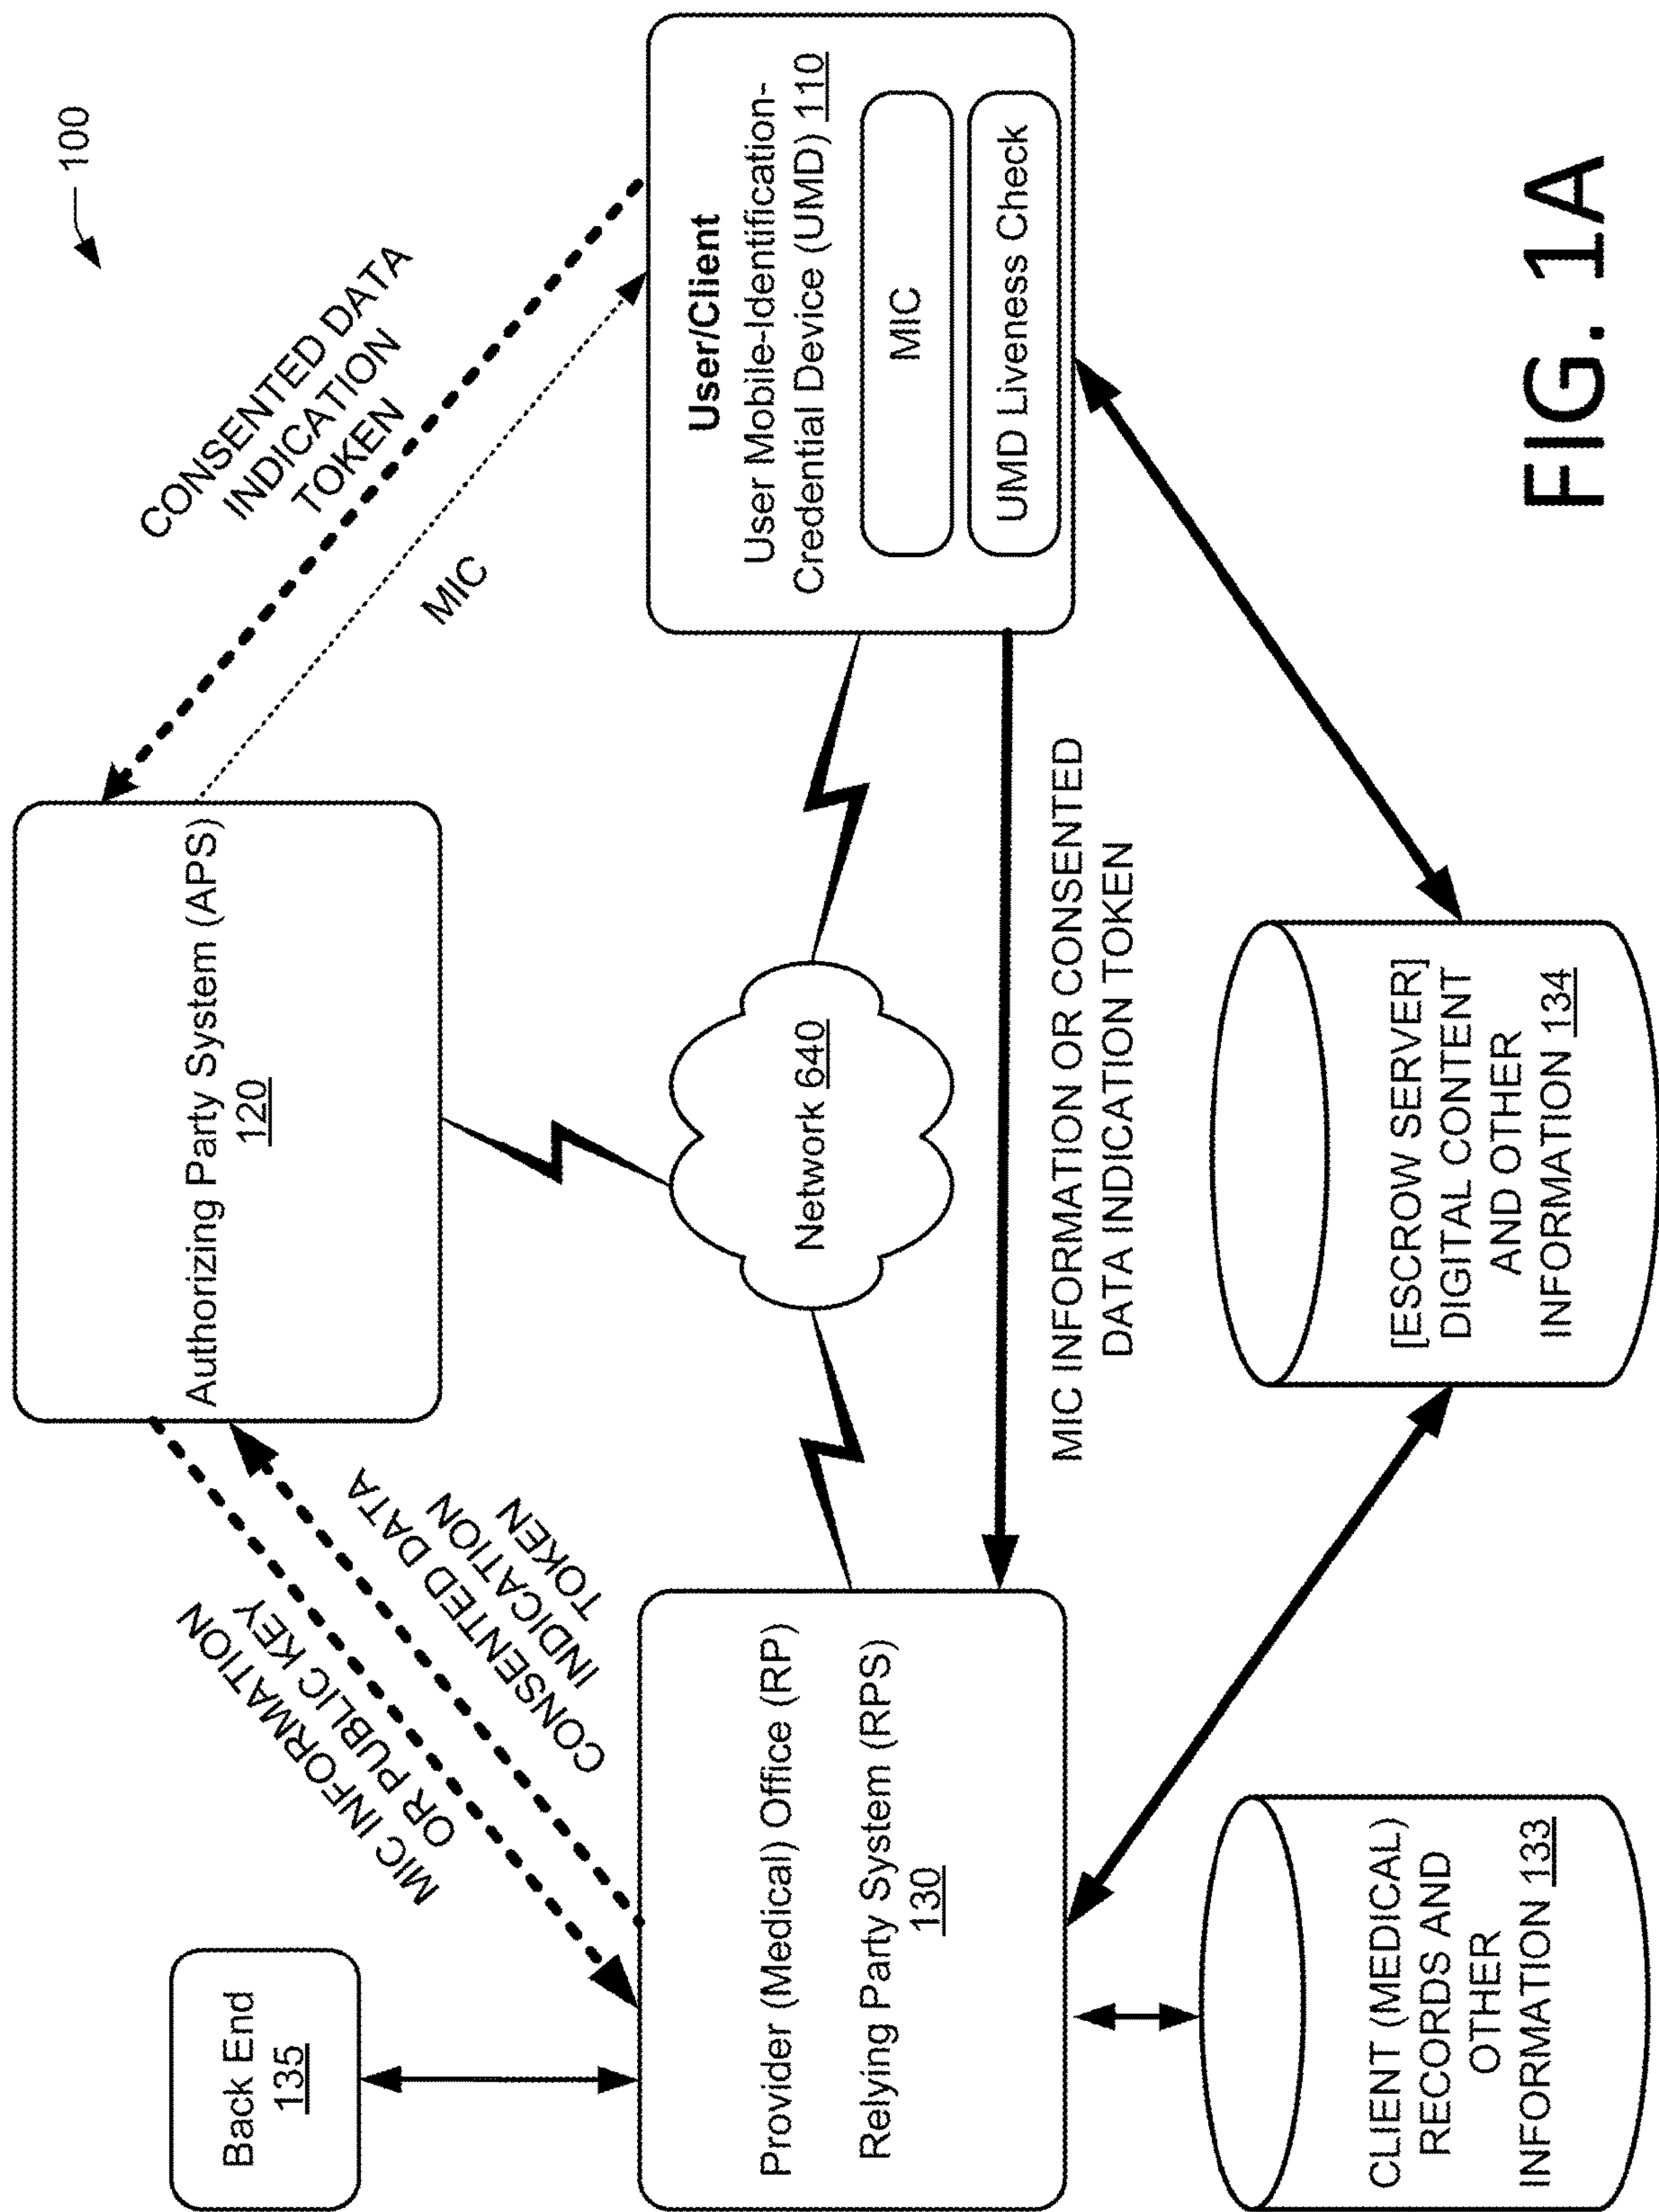 100
Authorizing Party System (APS)
120
CONSENTED DATA
INDICATION
TOKEN
MIC
MIC INFORMATION
OR PUBLIC KEY
CONSENTED DATA
INDICATION
TOKEN
Back End
135
Provider (Medical) Office (RP)
Relying Party System (RPS)
130
Network 640
User/Client
User Mobile-Identification-
Credential Device (UMD) 110
MIC
UMD Liveness Check
MIC INFORMATION OR CONSENTED
DATA INDICATION TOKEN
CLIENT (MEDICAL)
RECORDS AND
OTHER
INFORMATION 133
[ESCROW SERVER]
DIGITAL CONTENT
AND OTHER
INFORMATION 134
FIG. 1A